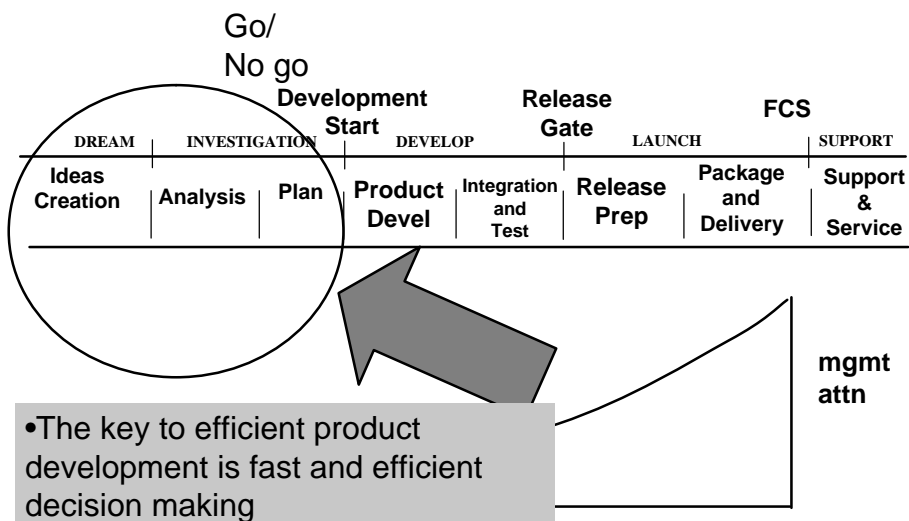 Go/
No go
Development
Start
Release
Gate
FCS
DREAM
INVESTIGATION
DEVELOP
LAUNCH
SUPPORT
Ideas
Creation
Analysis
Plan
Product
Devel
Integration
and
Test
Release
Prep
Package
and
Delivery
Support
&
Service
mgmt
attn
•The key to efficient product
development is fast and efficient
decision making